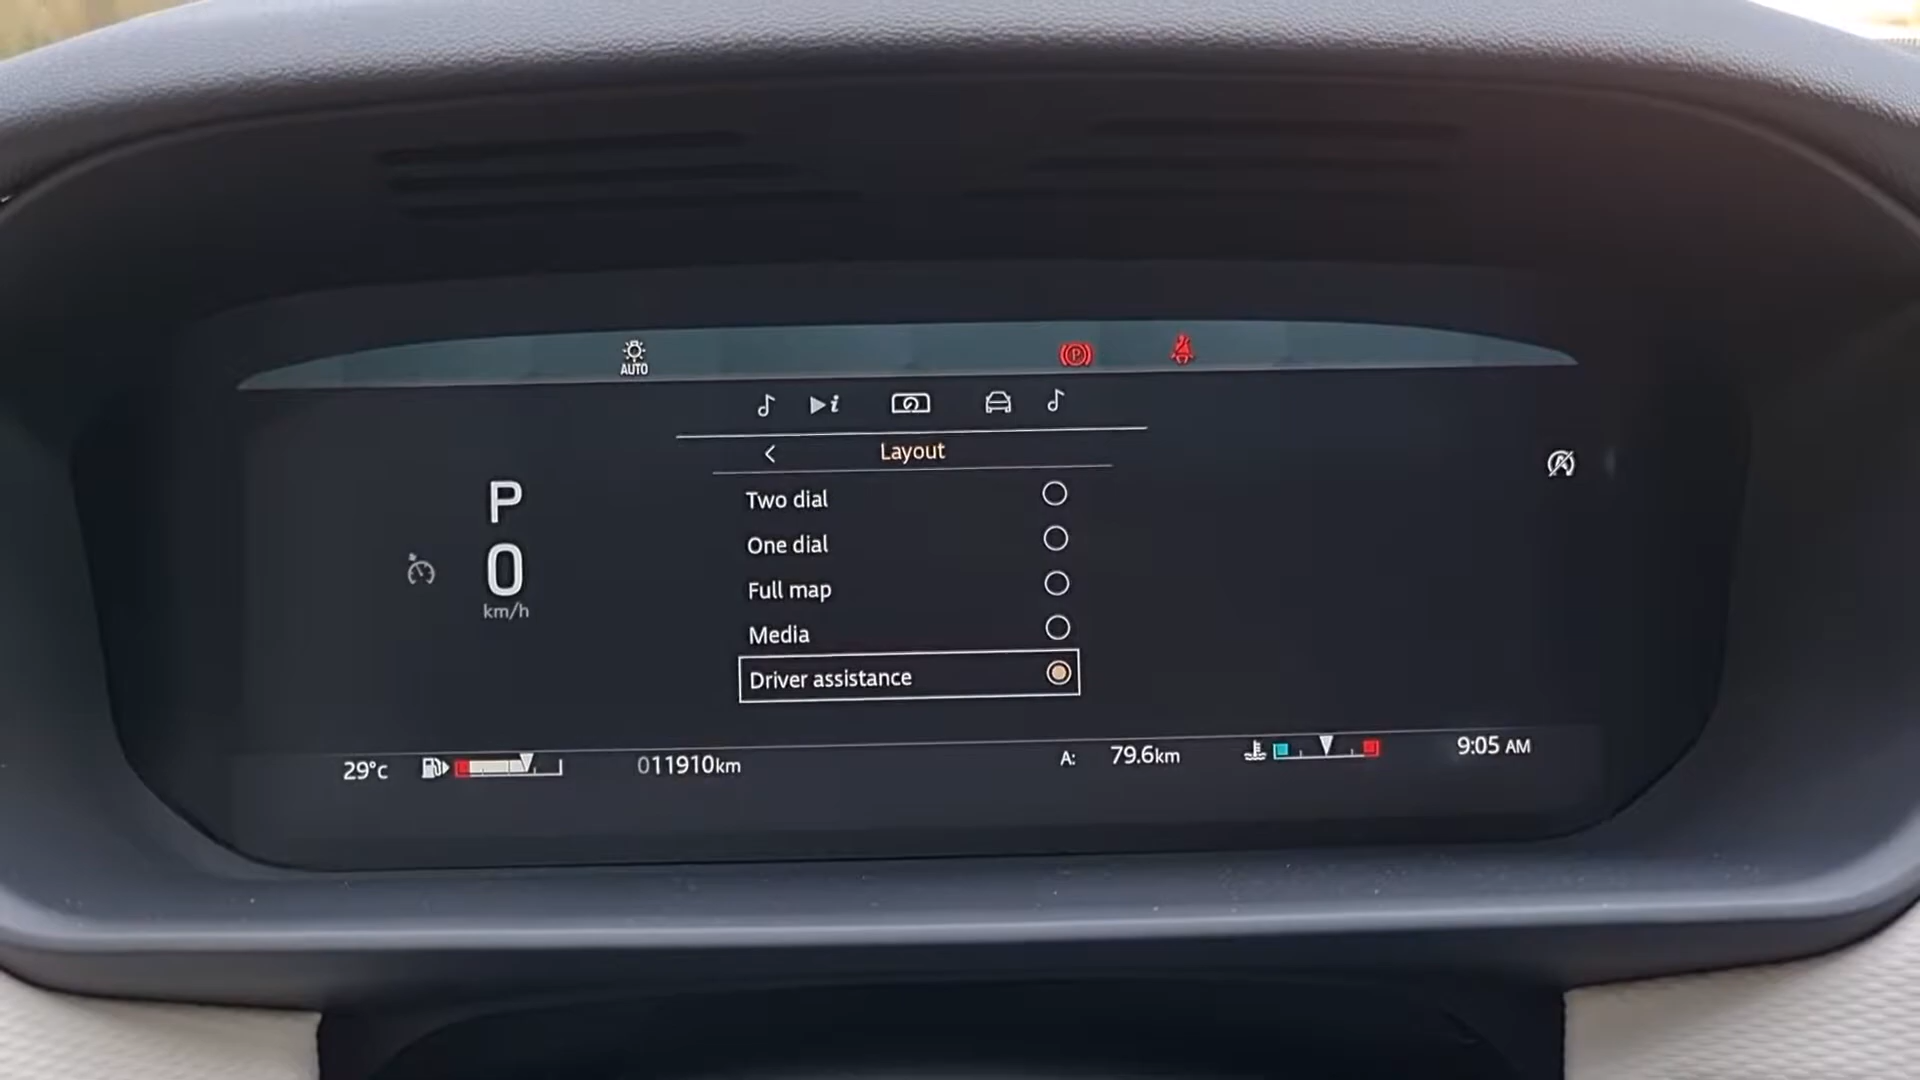 AUTO
P
Layout
P
0
km/h
Two dial
One dial
Full map
Media
Driver assistance
29°c
011910km
A: 79.6km
9:05 AM